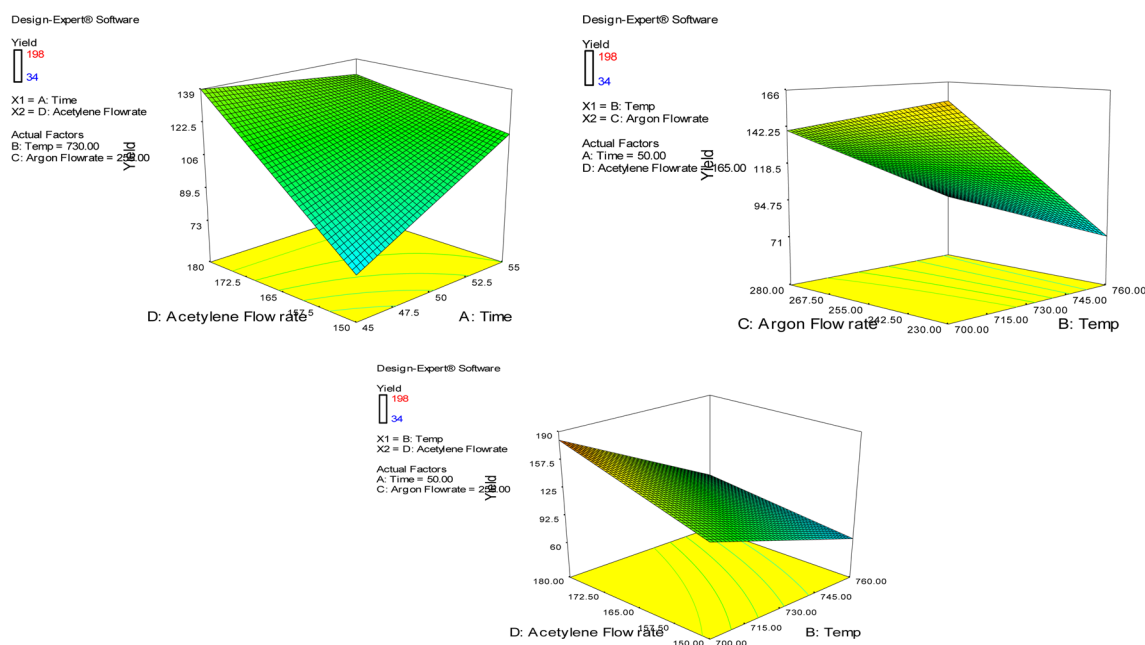 Design-Expert® Software
Yield
198
34
X1 = A: Time
X2 = D: Acetylene Flowrate
Actual Factors
B: Temp = 730.00
C: Argon Flowrate =
139
122.5
106
89.5
73
Yield
180
172.5
165
157.5
150
45
47.5
50
52.5
55
D: Acetylene Flow rate
A: Time
Design-Expert® Software
Yield
198
34
X1 = B: Temp
X2 = C: Argon Flowrate
Actual Factors
A: Time = 50.00
D: Acetylene Flowrate = 165.00
166
142.25
118.5
94.75
71
Yield
280.00
267.50
255.00
242.50
230.00
700.00
715.00
730.00
745.00
760.00
C: Argon Flow rate
B: Temp
Design-Expert® Software
Yield
198
34
X1 = B: Temp
X2 = D: Acetylene Flowrate
Actual Factors
A: Time = 50.00
C: Argon Flowrate =
190
157.5
125
92.5
60
Yield
180.00
172.50
165.00
157.50
150.00
700.00
715.00
730.00
745.00
760.00
D: Acetylene Flow rate
B: Temp